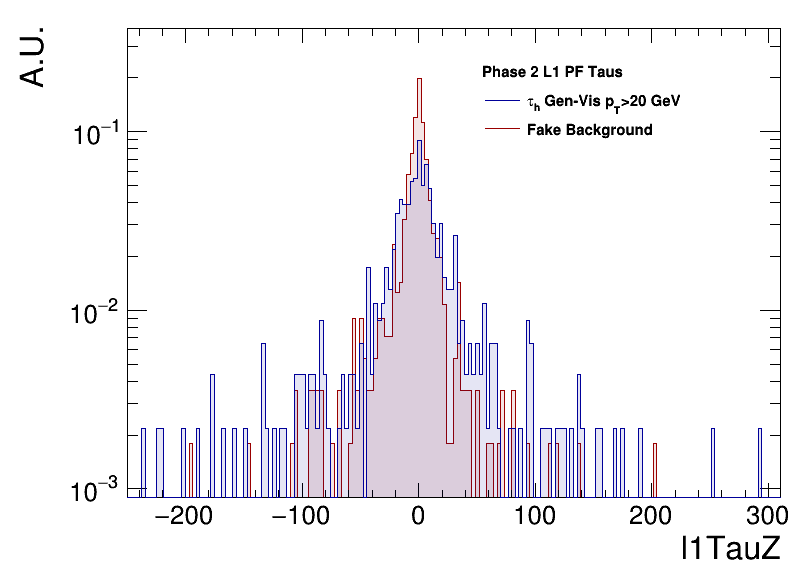 A.U.
Phase 2 L1 PF Taus
τh Gen-Vis pT>20 GeV
Fake Background
10−1
10−2
10−3
−200 −100 0 100 200 300
l1TauZ